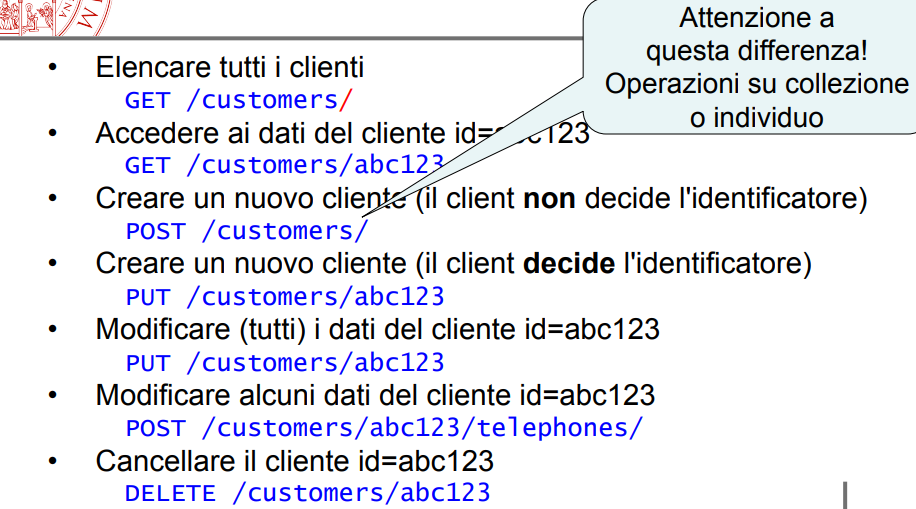 Attenzione a
questa differenza!
Operazioni su collezione
o individuo
• Elencare tutti i clienti
GET /customers/
• Accedere ai dati del cliente id=abc123
GET /customers/abc123
• Creare un nuovo cliente (il client non decide l'identificatore)
POST /customers/
• Creare un nuovo cliente (il client decide l'identificatore)
PUT /customers/abc123
• Modificare (tutti) i dati del cliente id=abc123
PUT /customers/abc123
• Modificare alcuni dati del cliente id=abc123
POST /customers/abc123/telephones/
• Cancellare il cliente id=abc123
DELETE /customers/abc123